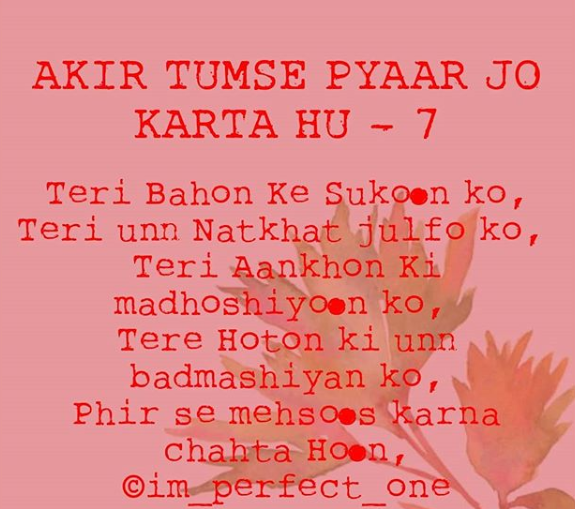 AKIR TUMSE PYAAR JO
KARTA HU - 7
Teri Bahon Ke Sukoon ko,
Teri unn Natkhat julfo ko,
Teri Aankhon Ki
madhoshiyoon ko,
Tere Hoton ki unn
badmashiyan ko,
Phir se mehsoos karna
chahta Hoon,
©im_perfect_one